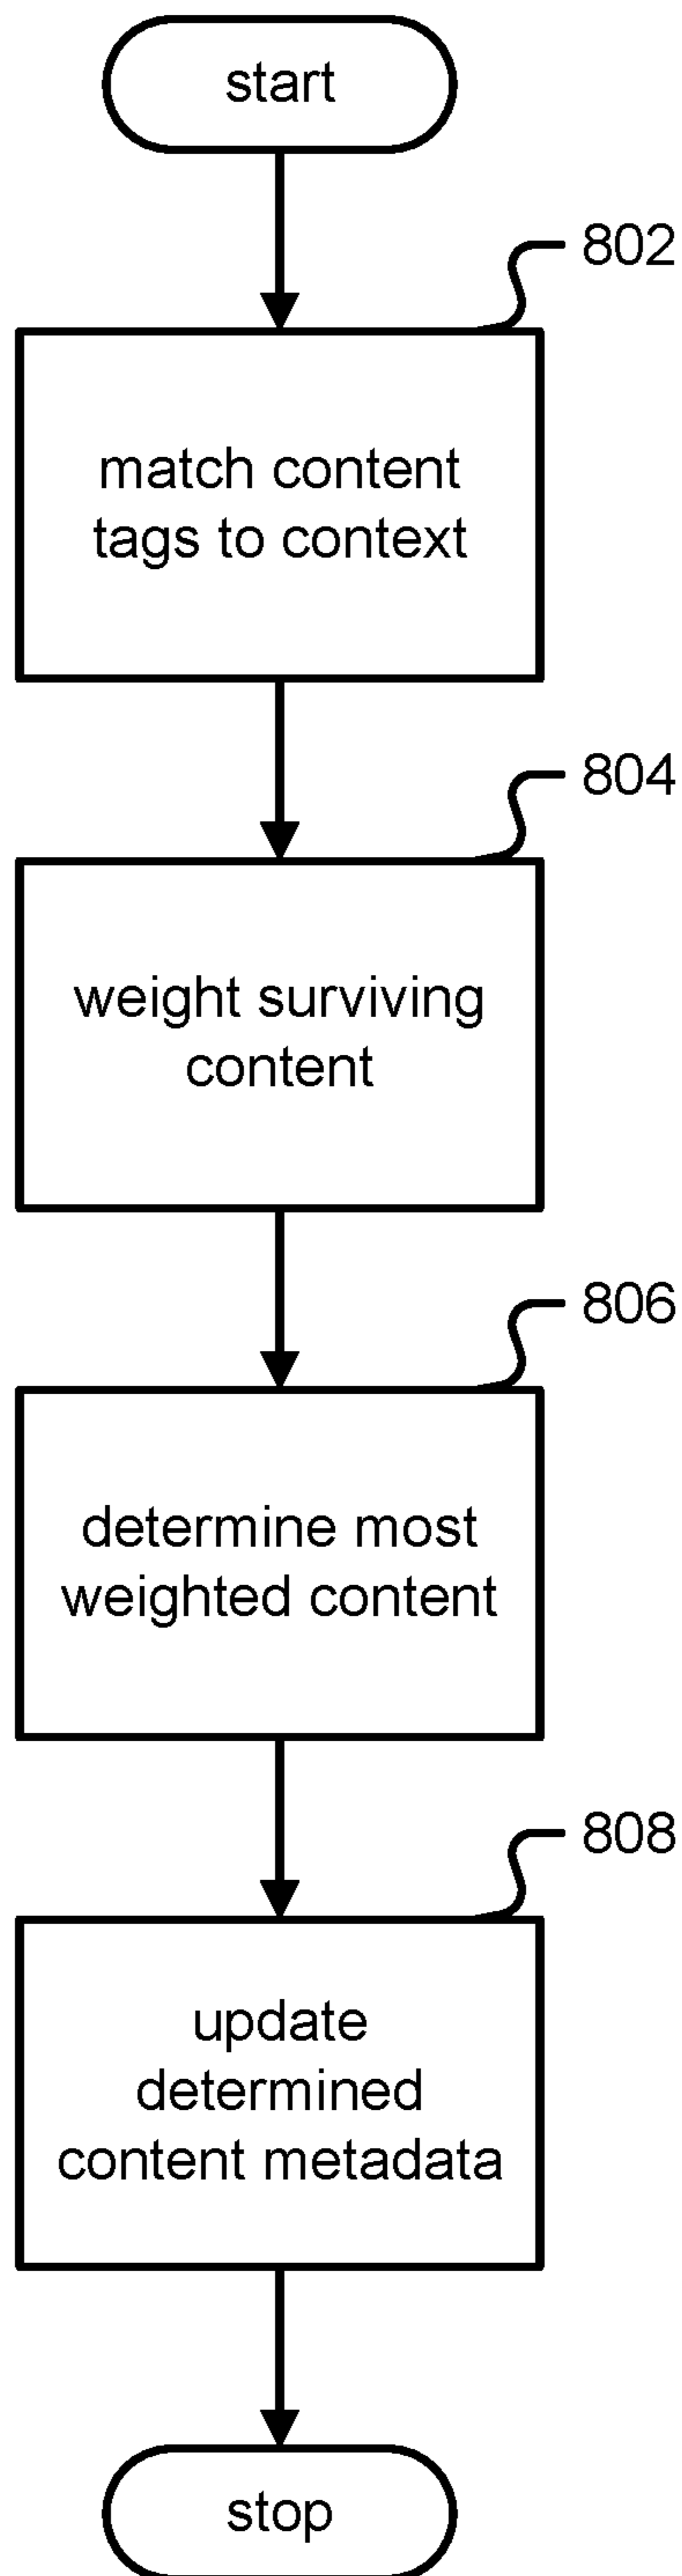 start
802
match content
tags to context
804
weight surviving
content
806
determine most
weighted content
808
update
determined
content metadata
stop